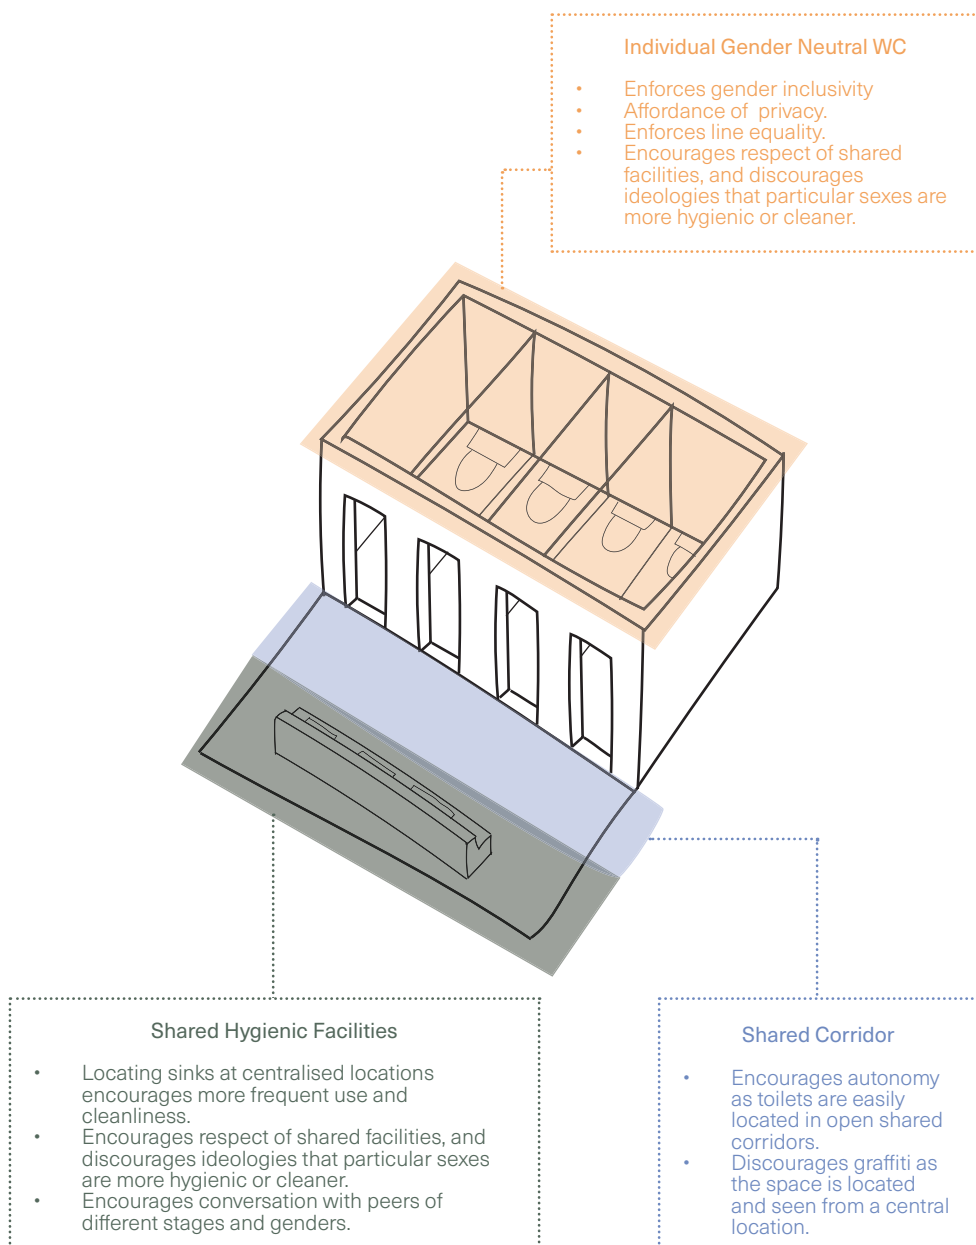 Individual Gender Neutral WC
• Enforces gender inclusivity
• Affordance of  privacy.
• Enforces line equality.
• Encourages respect of shared
facilities, and discourages
ideologies that particular sexes are
more hygienic or cleaner.
Shared Hygienic Facilities
• Locating sinks at centralised locations
encourages more frequent use and
cleanliness.
• Encourages respect of shared facilities, and
discourages ideologies that particular sexes
are more hygienic or cleaner.
• Encourages conversation with peers of
different stages and genders.
Shared Corridor
• Encourages autonomy
as toilets are easily
located in open shared
corridors.
• Discourages graffiti as
the space is located
and seen from a central
location.